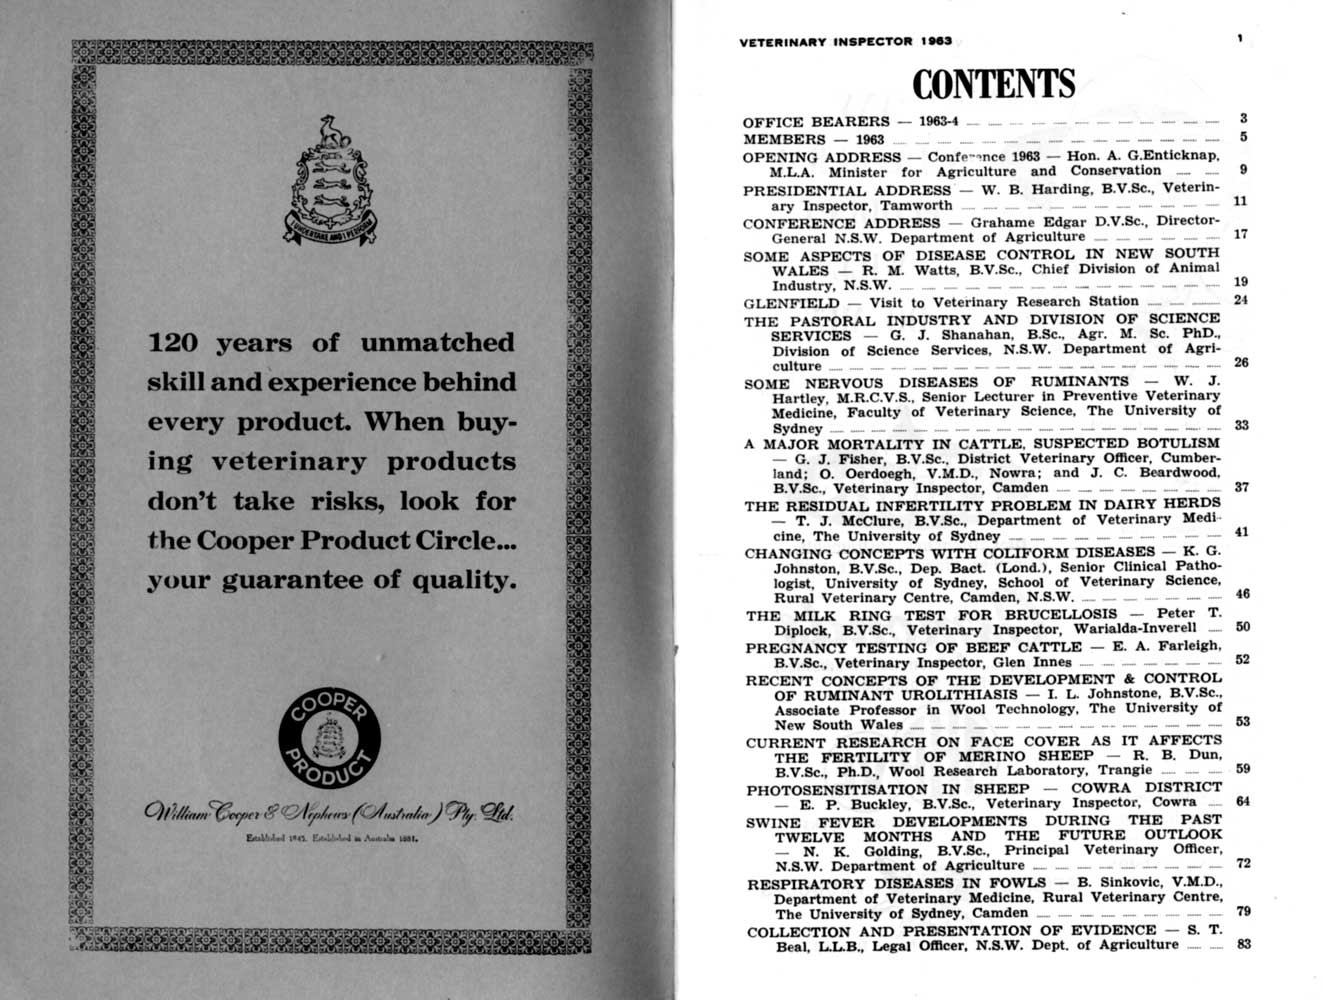 UNDERTAKE AND I PERFORM
120 years of unmatched
skill and experience behind
every product. When buy-
ing veterinary products
don't take risks, look for
the Cooper Product Circle...
your guarantee of quality.
COOPER
PRODUCT
William Cooper & Nephews (Australia) Pty. Ltd.
Established 1843. Established in Australia 1881.
VETERINARY INSPECTOR 1963 1
CONTENTS
OFFICE BEARERS — 1963-4 3
MEMBERS — 1963 5
OPENING ADDRESS — Conference 1963 — Hon. A. G.Enticknap,
M.L.A. Minister for Agriculture and Conservation 9
PRESIDENTIAL ADDRESS — W. B. Harding, B.V.Sc., Veterin-
ary Inspector, Tamworth 11
CONFERENCE ADDRESS — Grahame Edgar D.V.Sc., Director-
General N.S.W. Department of Agriculture 17
SOME ASPECTS OF DISEASE CONTROL IN NEW SOUTH
WALES — R. M. Watts, B.V.Sc., Chief Division of Animal
Industry, N.S.W. 19
GLENFIELD — Visit to Veterinary Research Station 24
THE PASTORAL INDUSTRY AND DIVISION OF SCIENCE
SERVICES — G. J. Shanahan, B.Sc., Agr. M. Sc. PhD.,
Division of Science Services, N.S.W. Department of Agri-
culture 26
SOME NERVOUS DISEASES OF RUMINANTS — W. J.
Hartley, M.R.C.V.S., Senior Lecturer in Preventive Veterinary
Medicine, Faculty of Veterinary Science, The University of
Sydney 33
A MAJOR MORTALITY IN CATTLE, SUSPECTED BOTULISM
— G. J. Fisher, B.V.Sc., District Veterinary Officer, Cumber-
land; O. Oerdoegh, V.M.D., Nowra; and J. C. Beardwood,
B.V.Sc., Veterinary Inspector, Camden 37
THE RESIDUAL INFERTILITY PROBLEM IN DAIRY HERDS
— T. J. McClure, B.V.Sc., Department of Veterinary Medi-
cine, The University of Sydney 41
CHANGING CONCEPTS WITH COLIFORM DISEASES — K. G.
Johnston, B.V.Sc., Dep. Bact. (Lond.), Senior Clinical Patho-
logist, University of Sydney, School of Veterinary Science,
Rural Veterinary Centre, Camden, N.S.W. 46
THE MILK RING TEST FOR BRUCELLOSIS — Peter T.
Diplock, B.V.Sc., Veterinary Inspector, Warialda-Inverell 50
PREGNANCY TESTING OF BEEF CATTLE — E. A. Farleigh,
B.V.Sc., Veterinary Inspector, Glen Innes 52
RECENT CONCEPTS OF THE DEVELOPMENT & CONTROL
OF RUMINANT UROLITHIASIS — I. L. Johnstone, B.V.Sc.,
Associate Professor in Wool Technology, The University of
New South Wales 53
CURRENT RESEARCH ON FACE COVER AS IT AFFECTS
THE FERTILITY OF MERINO SHEEP — R. B. Dun,
B.V.Sc., Ph.D., Wool Research Laboratory, Trangie 59
PHOTOSENSITISATION IN SHEEP — COWRA DISTRICT
— E. P. Buckley, B.V.Sc., Veterinary Inspector, Cowra 64
SWINE FEVER DEVELOPMENTS DURING THE PAST
TWELVE MONTHS AND THE FUTURE OUTLOOK
— N. K. Golding, B.V.Sc., Principal Veterinary Officer,
N.S.W. Department of Agriculture 72
RESPIRATORY DISEASES IN FOWLS — B. Sinkovic, V.M.D.,
Department of Veterinary Medicine, Rural Veterinary Centre,
The University of Sydney, Camden 79
COLLECTION AND PRESENTATION OF EVIDENCE — S. T.
Beal, L.L.B., Legal Officer, N.S.W. Dept. of Agriculture 83